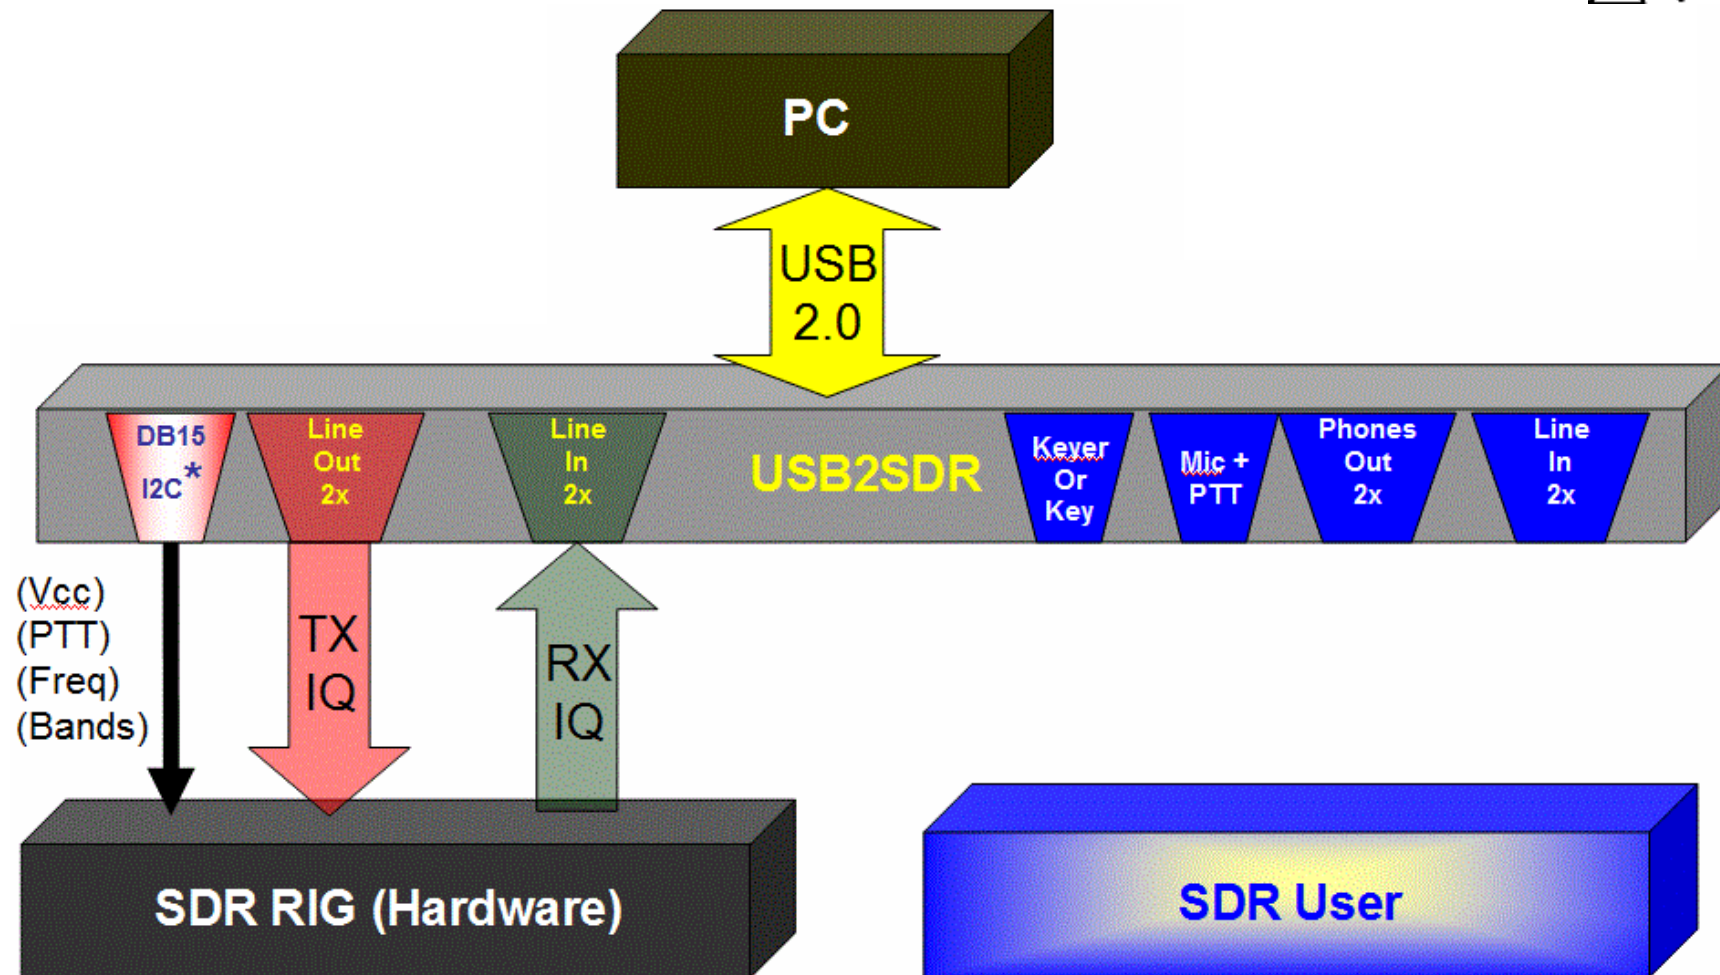 PC
USB
2.0
DB15
I2C*
Line
Out
2x
Line
In
2x
USB2SDR
Keyer
Or
Key
Mic +
PTT
Phones
Out
2x
Line
In
2x
(Vcc)
(PTT)
(Freq)
(Bands)
TX
IQ
RX
IQ
SDR RIG (Hardware)
SDR User